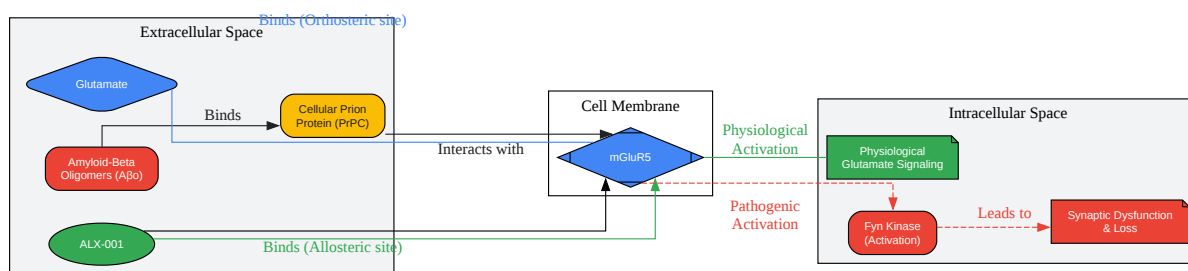 Binds (Orthosteric site)
Extracellular Space
Glutamate
Binds
Cellular Prion
Protein (PrPC)
Amyloid-Beta
Oligomers (Aβo)
Interacts with
ALX-001
Binds (Allosteric site)
Cell Membrane
mGluR5
Physiological
Activation
Pathogenic
Activation
Intracellular Space
Physiological
Glutamate Signaling
Fyn Kinase
(Activation)
Leads to
Synaptic Dysfunction
& Loss